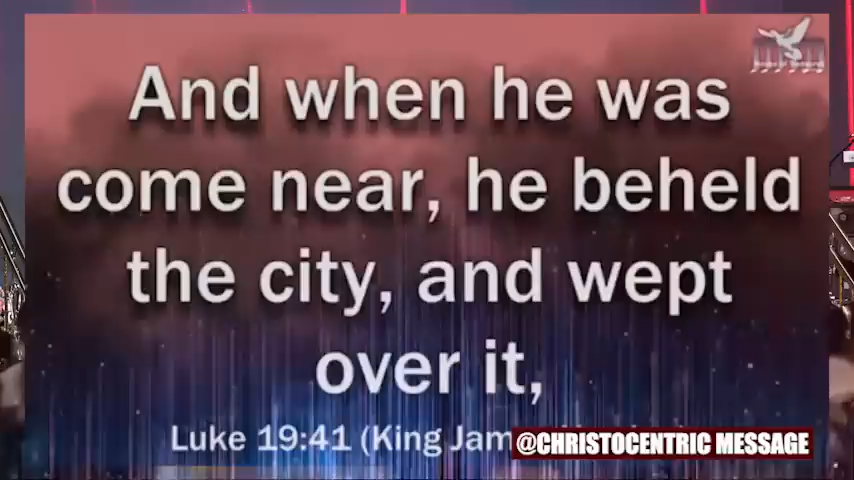 And when he was
come near, he beheld
the city, and wept
over it,
Luke 19:41 (King Jam
@CHRISTOCENTRIC MESSAGE